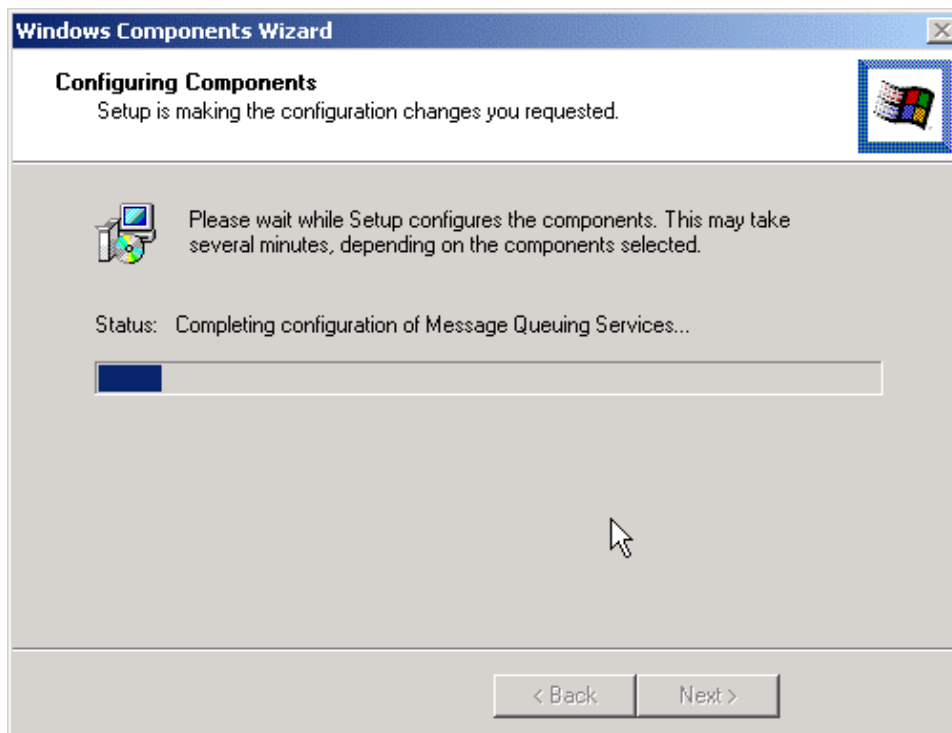 Windows Components Wizard
Configuring Components
Setup is making the configuration changes you requested.
Please wait while Setup configures the components. This may take
several minutes, depending on the components selected.
Status: Completing configuration of Message Queuing Services...
< Back Next >